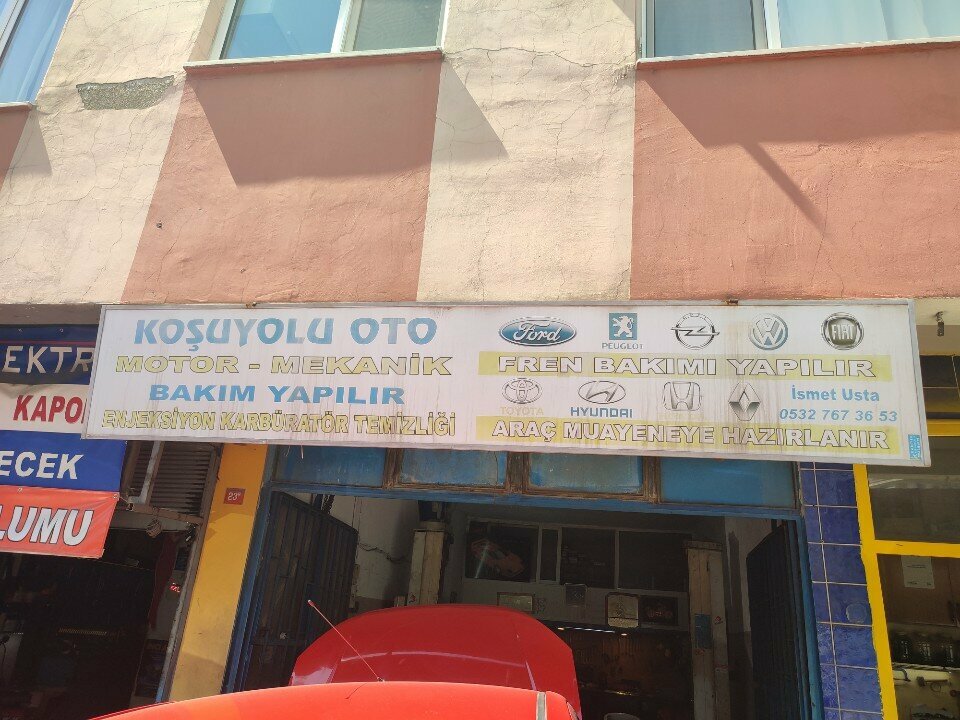 KOŞUYOLU OTO
MOTOR - MEKANİK
BAKIM YAPILIR
ENJEKSİYON KARBÜRATÖR TEMİZLİĞİ
Ford
PEUGEOT
FIAT
FREN BAKIMI YAPILIR
TOYOTA
HYUNDAI
İsmet Usta
0532 767 36 53
ARAÇ MUAYENEYE HAZIRLANIR
EKTR
KAPO
ECEK
LUMU
23